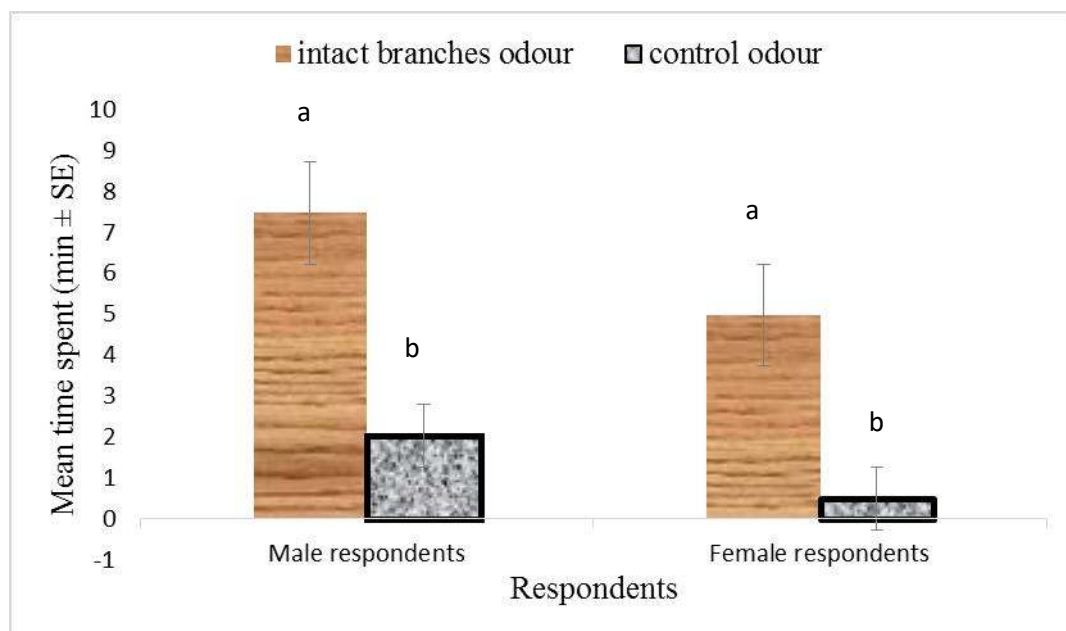 intact branches odour control odour
Mean time spent (min ± SE)
10
9
8
7
6
5
4
3
2
1
0
-1
a
b
a
b
Male respondents Female respondents
Respondents